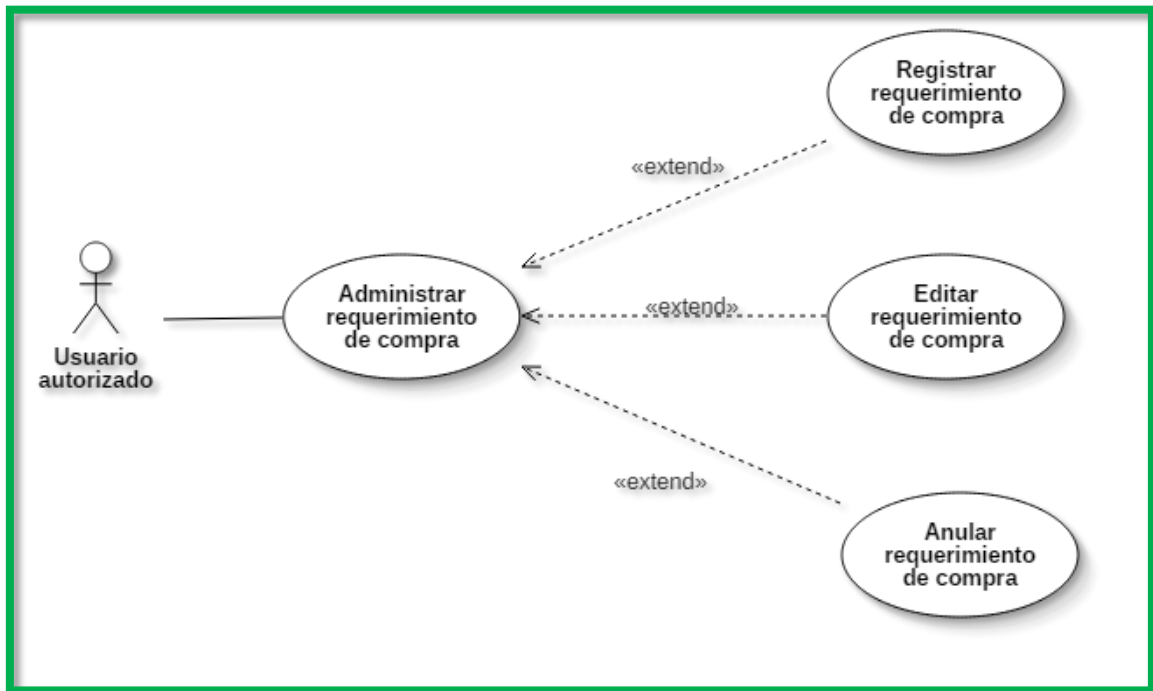 Registrar
requerimiento
de compra
«extend»
Administrar
requerimiento
de compra
«extend»
Editar
requerimiento
de compra
Usuario
autorizado
«extend»
Anular
requerimiento
de compra